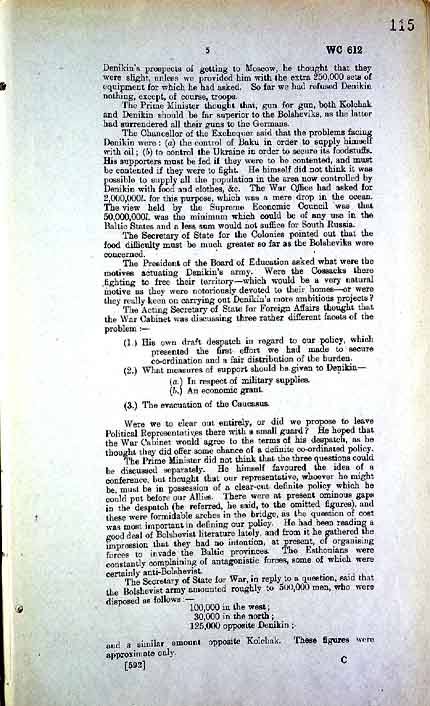 115
5 WC 612
Denikin's prospects of getting to Moscow, he thought that they
were slight, unless we provided him with the extra 250,000 sets of
equipment for which he had asked. So far we had refused Denikin
nothing, except, of course, troops.
The Prime Minister thought that, gun for gun, both Kolchak
and Denikin should be far superior to the Bolsheviks, as the latter
had surrendered all their guns to the Germans.
The Chancellor of the Exchequer said that the problems facing
Denikin were: (a) the control of Baku in order to supply himself
with oil; (b) to control the Ukraine in order to secure its foodstuffs.
His supporters must be fed if they were to be contented, and must
be contented if they were to fight. He himself did not think it was
possible to supply all the population in the area now controlled by
Denikin with food and clothes, &c. The War Office had asked for
2,000,000l. for this purpose, which was a mere drop in the ocean.
The view held by the Supreme Economic Council was that
50,000,000l. was the minimum which could be of any use in the
Baltic States and a less sum would not suffice for South Russia.
The Secretary of State for the Colonies pointed out that the
food difficulty must be much greater so far as the Bolsheviks were
concerned.
The President of the Board of Education asked what were the
motives actuating Denikin's army. Were the Cossacks there
fighting to free their territory—which would be a very natural
motive as they were notoriously devoted to their homes—or were
they really keen on carrying out Denikin's more ambitious projects?
The Acting Secretary of State for Foreign Affairs thought that
the War Cabinet was discussing three rather different facets of the
problem:—
(1.) His own draft despatch in regard to our policy, which
presented the first effort we had made to secure
co-ordination and a fair distribution of the burden.
(2.) What measures of support should be given to Denikin—
(a.) In respect of military supplies.
(b.) An economic grant.
(3.) The evacuation of the Caucasus.
Were we to clear out entirely, or did we propose to leave
Political Representatives there with a small guard? He hoped that
the War Cabinet would agree to the terms of his despatch, as he
thought they did offer some chance of a definite co-ordinated policy.
The Prime Minister did not think that the three questions could
be discussed separately. He himself favoured the idea of a
conference, but thought that our representative, whoever he might
be, must be in possession of a clear-cut definite policy which he
could put before our Allies. There were at present ominous gaps
in the despatch (he referred, he said, to the omitted figures), and
these were formidable arches in the bridge, as the question of cost
was most important in defining our policy. He had been reading a
good deal of Bolshevist literature lately, and from it he gathered the
impression that they had no intention, at present, of organising
forces to invade the Baltic provinces. The Esthonians were
constantly complaining of antagonistic forces, some of which were
certainly anti-Bolshevist.
The Secretary of State for War, in reply to a question, said that
the Bolshevist army amounted roughly to 500,000 men, who were
disposed as follows:—
100,000 in the west;
30,000 in the north;
125,000 opposite Denikin;
and a similar amount opposite Kolchak. These figures were
approximate only.
[592] C